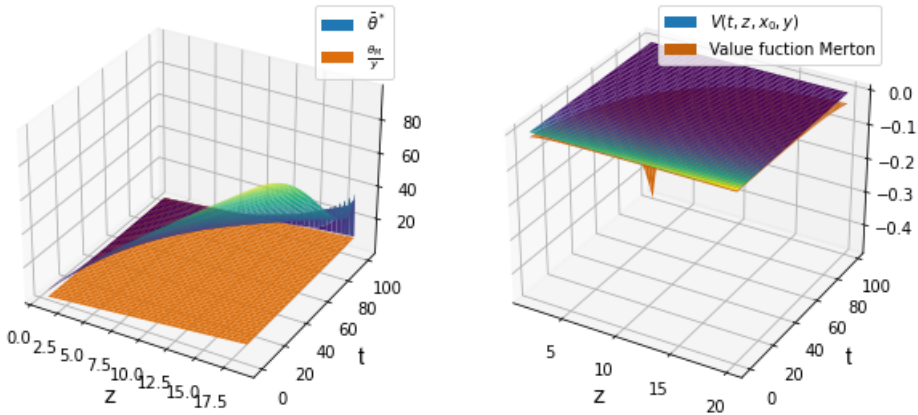 θ̄*
θ_M/y
80
60
40
20
0.0 2.5 5.0 7.5 10.0 12.5 15.0 17.5
z
0 20 40 60 80 100
t
V(t, z, x₀, y)
Value fuction Merton
0.0
−0.1
−0.2
−0.3
−0.4
5 10 15 20
z
0 20 40 60 80 100
t